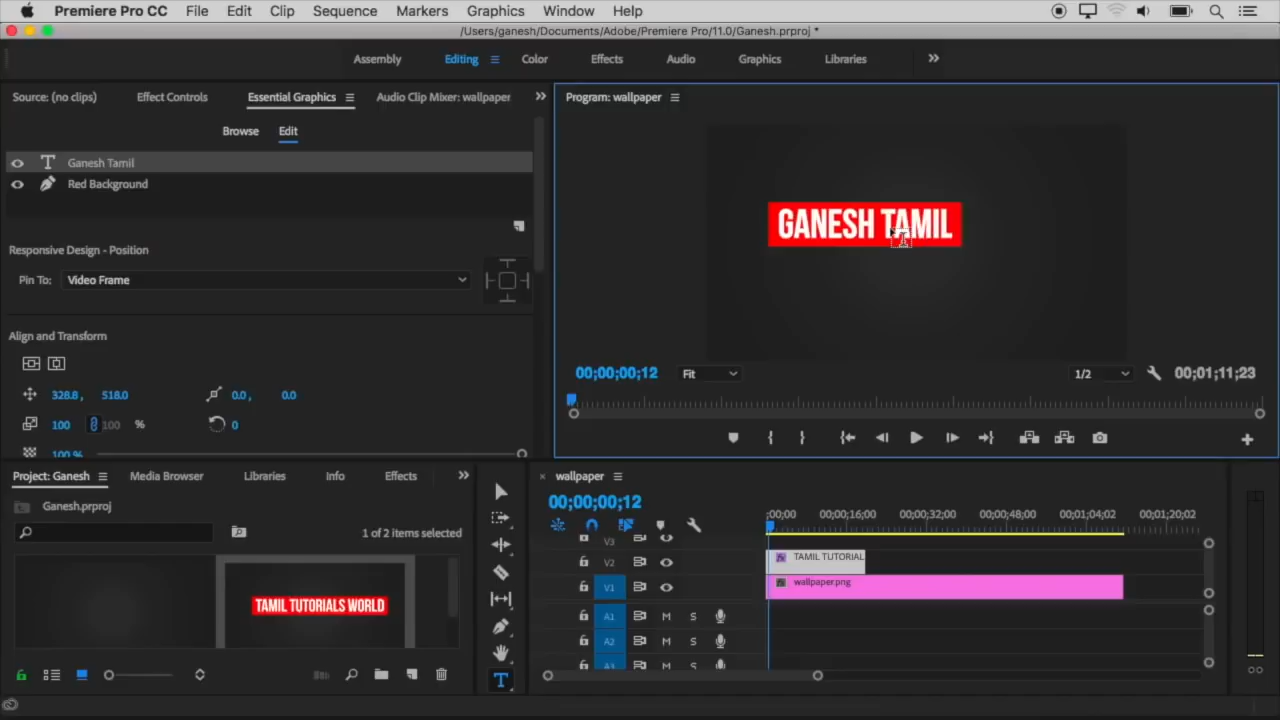 Premiere Pro CC File Edit Clip Sequence Markers Graphics Window Help
/Users/ganesh/Documents/Adobe/Premiere Pro/11.0/Ganesh.prproj *
Assembly Editing Color Effects Audio Graphics Libraries
Source: (no clips) Effect Controls Essential Graphics Audio Clip Mixer: wallpaper
Program: wallpaper
Browse Edit
Ganesh Tamil
Red Background
GANESH TAMIL
Responsive Design - Position
Pin To: Video Frame
Align and Transform
328.8, 518.0 0.0, 0.0
100 100 % 0
100 %
00;00;00;12 Fit 1/2 00;01;11;23
Project: Ganesh Media Browser Libraries Info Effects
Ganesh.prproj
1 of 2 items selected
TAMIL TUTORIALS WORLD
wallpaper
00;00;00;12
;00;00 00;00;16;00 00;00;32;00 00;00;48;00 00;01;04;02 00;01;20;02
V3
V2 TAMIL TUTORIAL
V1 wallpaper.png
A1 M S
A2 M S
A3 M S